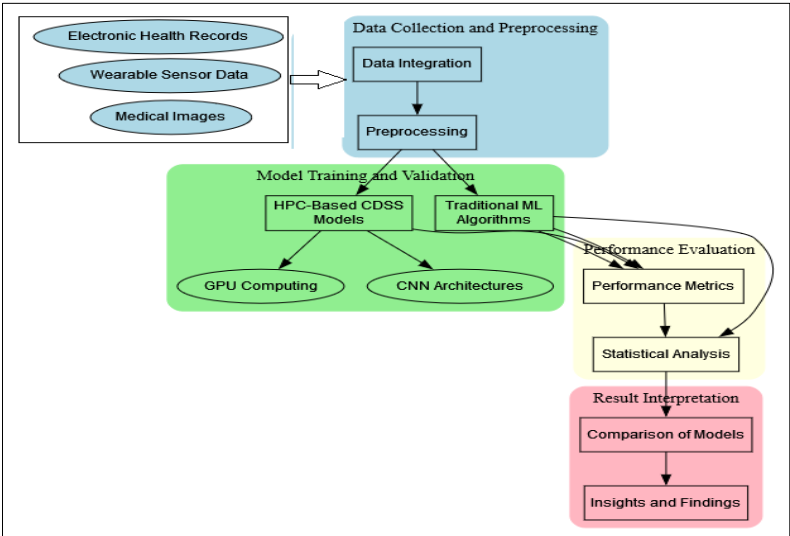 Electronic Health Records
Wearable Sensor Data
Medical Images
Data Collection and Preprocessing
Data Integration
Preprocessing
Model Training and Validation
HPC-Based CDSS
Models
Traditional ML
Algorithms
GPU Computing
CNN Architectures
Performance Evaluation
Performance Metrics
Statistical Analysis
Result Interpretation
Comparison of Models
Insights and Findings